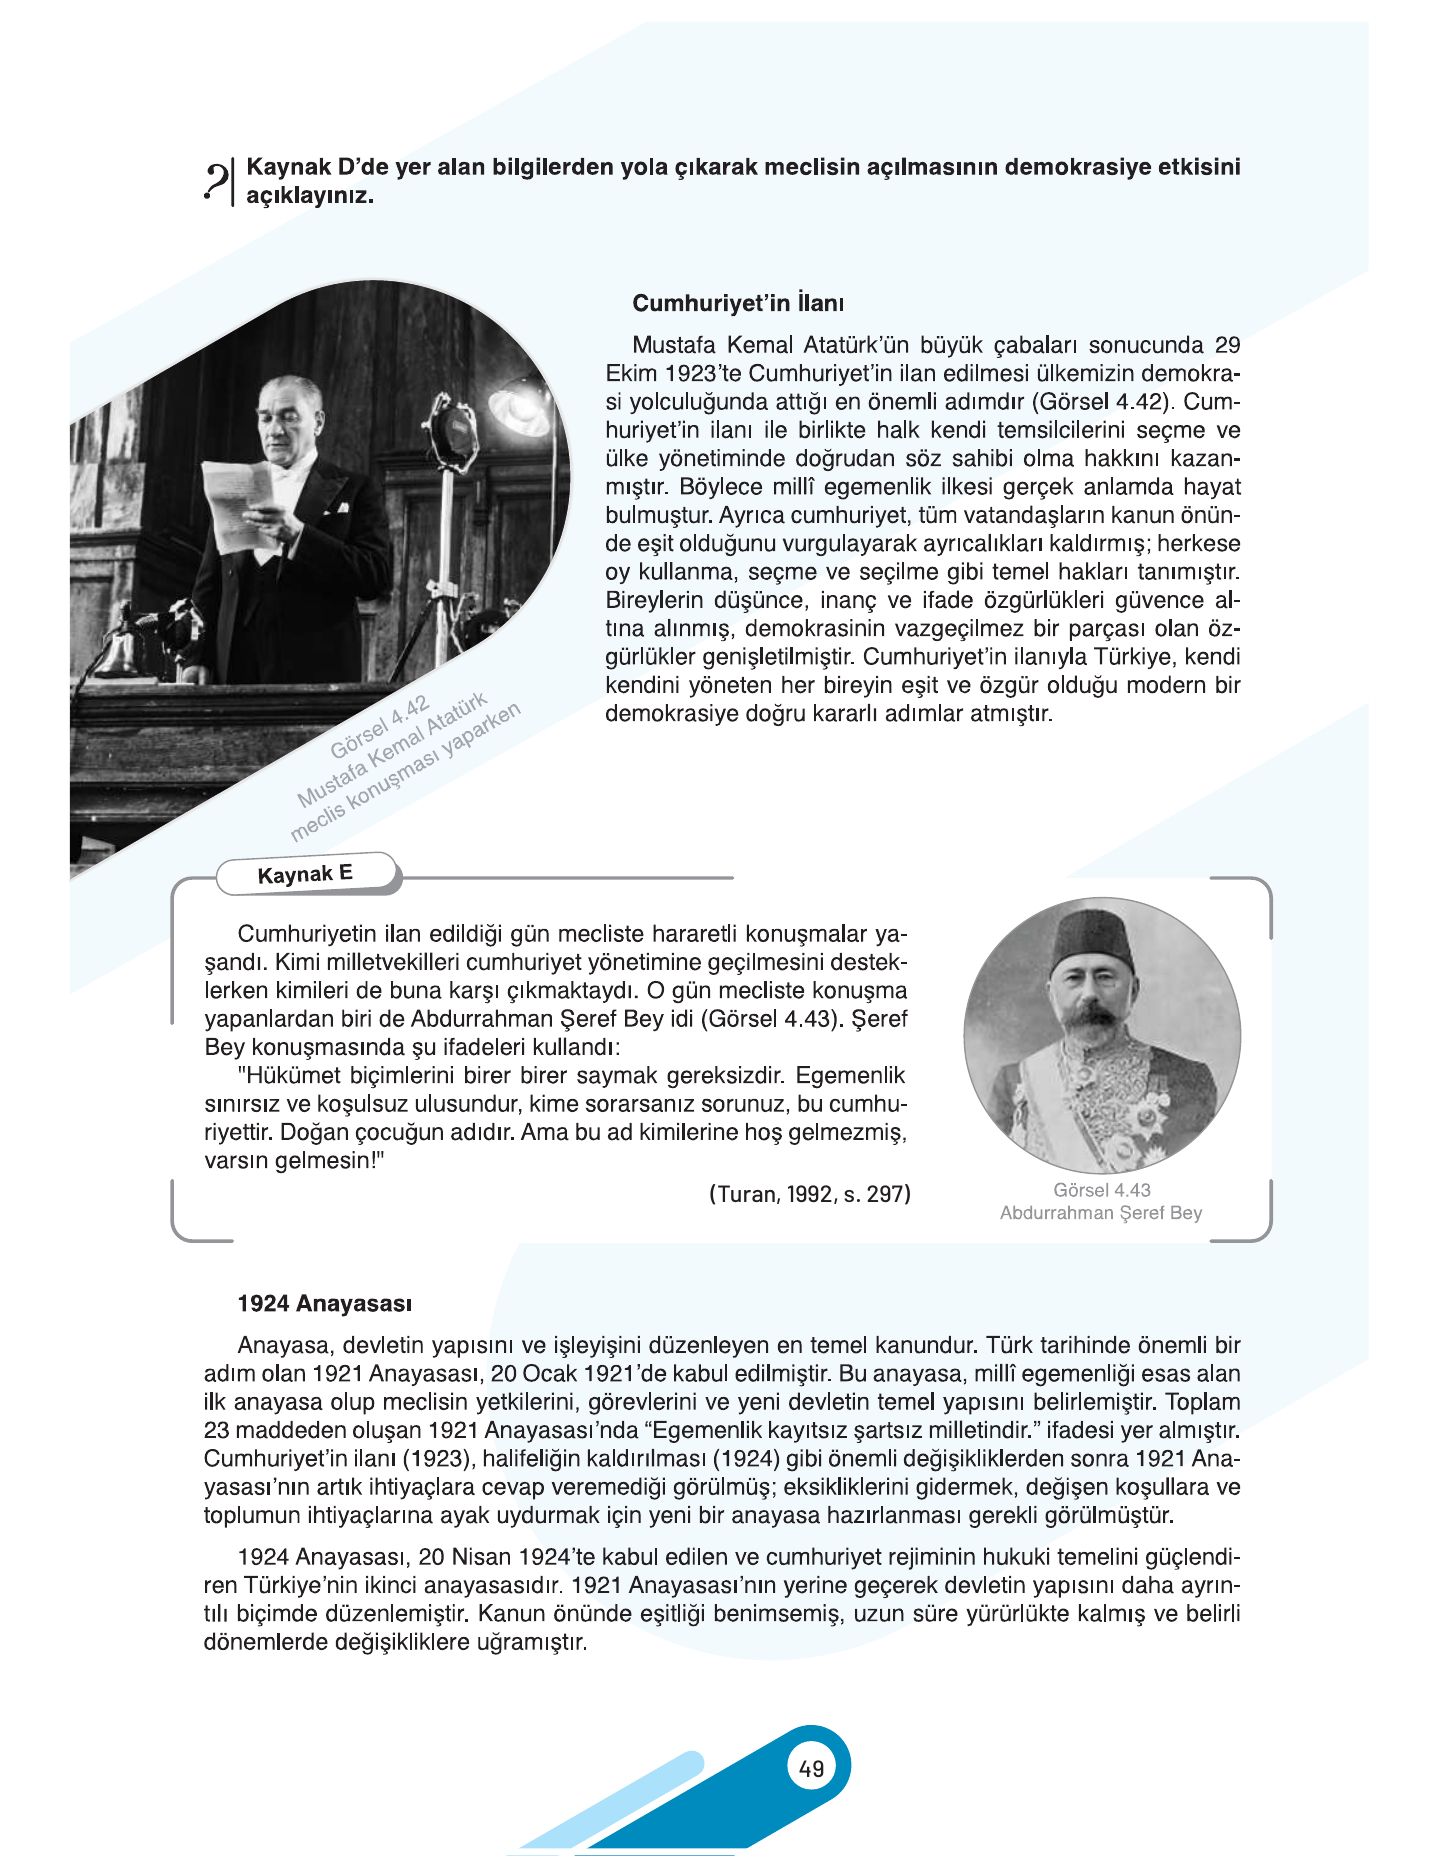 ?
Kaynak D’de yer alan bilgilerden yola çıkarak meclisin açılmasının demokrasiye etkisini
açıklayınız.
Cumhuriyet’in İlanı
Mustafa Kemal Atatürk’ün büyük çabaları sonucunda 29
Ekim 1923’te Cumhuriyet’in ilan edilmesi ülkemizin demokra-
si yolculuğunda attığı en önemli adımdır (Görsel 4.42). Cum-
huriyet’in ilanı ile birlikte halk kendi temsilcilerini seçme ve
ülke yönetiminde doğrudan söz sahibi olma hakkını kazan-
mıştır. Böylece millî egemenlik ilkesi gerçek anlamda hayat
bulmuştur. Ayrıca cumhuriyet, tüm vatandaşların kanun önün-
de eşit olduğunu vurgulayarak ayrıcalıkları kaldırmış; herkese
oy kullanma, seçme ve seçilme gibi temel hakları tanımıştır.
Bireylerin düşünce, inanç ve ifade özgürlükleri güvence al-
tına alınmış, demokrasinin vazgeçilmez bir parçası olan öz-
gürlükler genişletilmiştir. Cumhuriyet’in ilanıyla Türkiye, kendi
kendini yöneten her bireyin eşit ve özgür olduğu modern bir
demokrasiye doğru kararlı adımlar atmıştır.
Görsel 4.42
Mustafa Kemal Atatürk
meclis konuşması yaparken
Kaynak E
Cumhuriyetin ilan edildiği gün mecliste hararetli konuşmalar ya-
şandı. Kimi milletvekilleri cumhuriyet yönetimine geçilmesini destek-
lerken kimileri de buna karşı çıkmaktaydı. O gün mecliste konuşma
yapanlardan biri de Abdurrahman Şeref Bey idi (Görsel 4.43). Şeref
Bey konuşmasında şu ifadeleri kullandı:
"Hükümet biçimlerini birer birer saymak gereksizdir. Egemenlik
sınırsız ve koşulsuz ulusundur, kime sorarsanız sorunuz, bu cumhu-
riyettir. Doğan çocuğun adıdır. Ama bu ad kimilerine hoş gelmezmiş,
varsın gelmesin!"
(Turan, 1992, s. 297)
Görsel 4.43
Abdurrahman Şeref Bey
1924 Anayasası
Anayasa, devletin yapısını ve işleyişini düzenleyen en temel kanundur. Türk tarihinde önemli bir
adım olan 1921 Anayasası, 20 Ocak 1921’de kabul edilmiştir. Bu anayasa, millî egemenliği esas alan
ilk anayasa olup meclisin yetkilerini, görevlerini ve yeni devletin temel yapısını belirlemiştir. Toplam
23 maddeden oluşan 1921 Anayasası’nda “Egemenlik kayıtsız şartsız milletindir.” ifadesi yer almıştır.
Cumhuriyet’in ilanı (1923), halifeliğin kaldırılması (1924) gibi önemli değişikliklerden sonra 1921 Ana-
yasası’nın artık ihtiyaçlara cevap veremediği görülmüş; eksikliklerini gidermek, değişen koşullara ve
toplumun ihtiyaçlarına ayak uydurmak için yeni bir anayasa hazırlanması gerekli görülmüştür.
1924 Anayasası, 20 Nisan 1924’te kabul edilen ve cumhuriyet rejiminin hukuki temelini güçlendi-
ren Türkiye’nin ikinci anayasasıdır. 1921 Anayasası’nın yerine geçerek devletin yapısını daha ayrın-
tılı biçimde düzenlemiştir. Kanun önünde eşitliği benimsemiş, uzun süre yürürlükte kalmış ve belirli
dönemlerde değişikliklere uğramıştır.
49